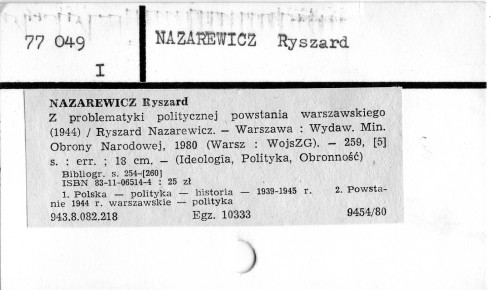 77 049
NAZAREWICZ Ryszard
I
NAZAREWICZ Ryszard
Z problematyki politycznej powstania warszawskiego
(1944) / Ryszard Nazarewicz. — Warszawa : Wydaw. Min.
Obrony Narodowej, 1980 (Warsz : WojsZG). — 259, [5]
s. : err. ; 18 cm. — (Ideologia, Polityka, Obronność)
Bibliogr. s. 254-[260]
ISBN 83-11-06514-4 : 25 zł
1. Polska — polityka — historia — 1939-1945 r. 2. Powsta-
nie 1944 r. warszawskie — polityka
943.8.082.218 Egz. 10333 9454/80